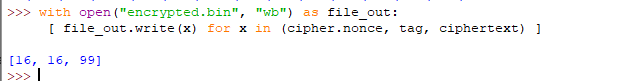 >>> with open("encrypted.bin", "wb") as file_out:
[ file_out.write(x) for x in (cipher.nonce, tag, ciphertext) ]
[16, 16, 99]
>>>